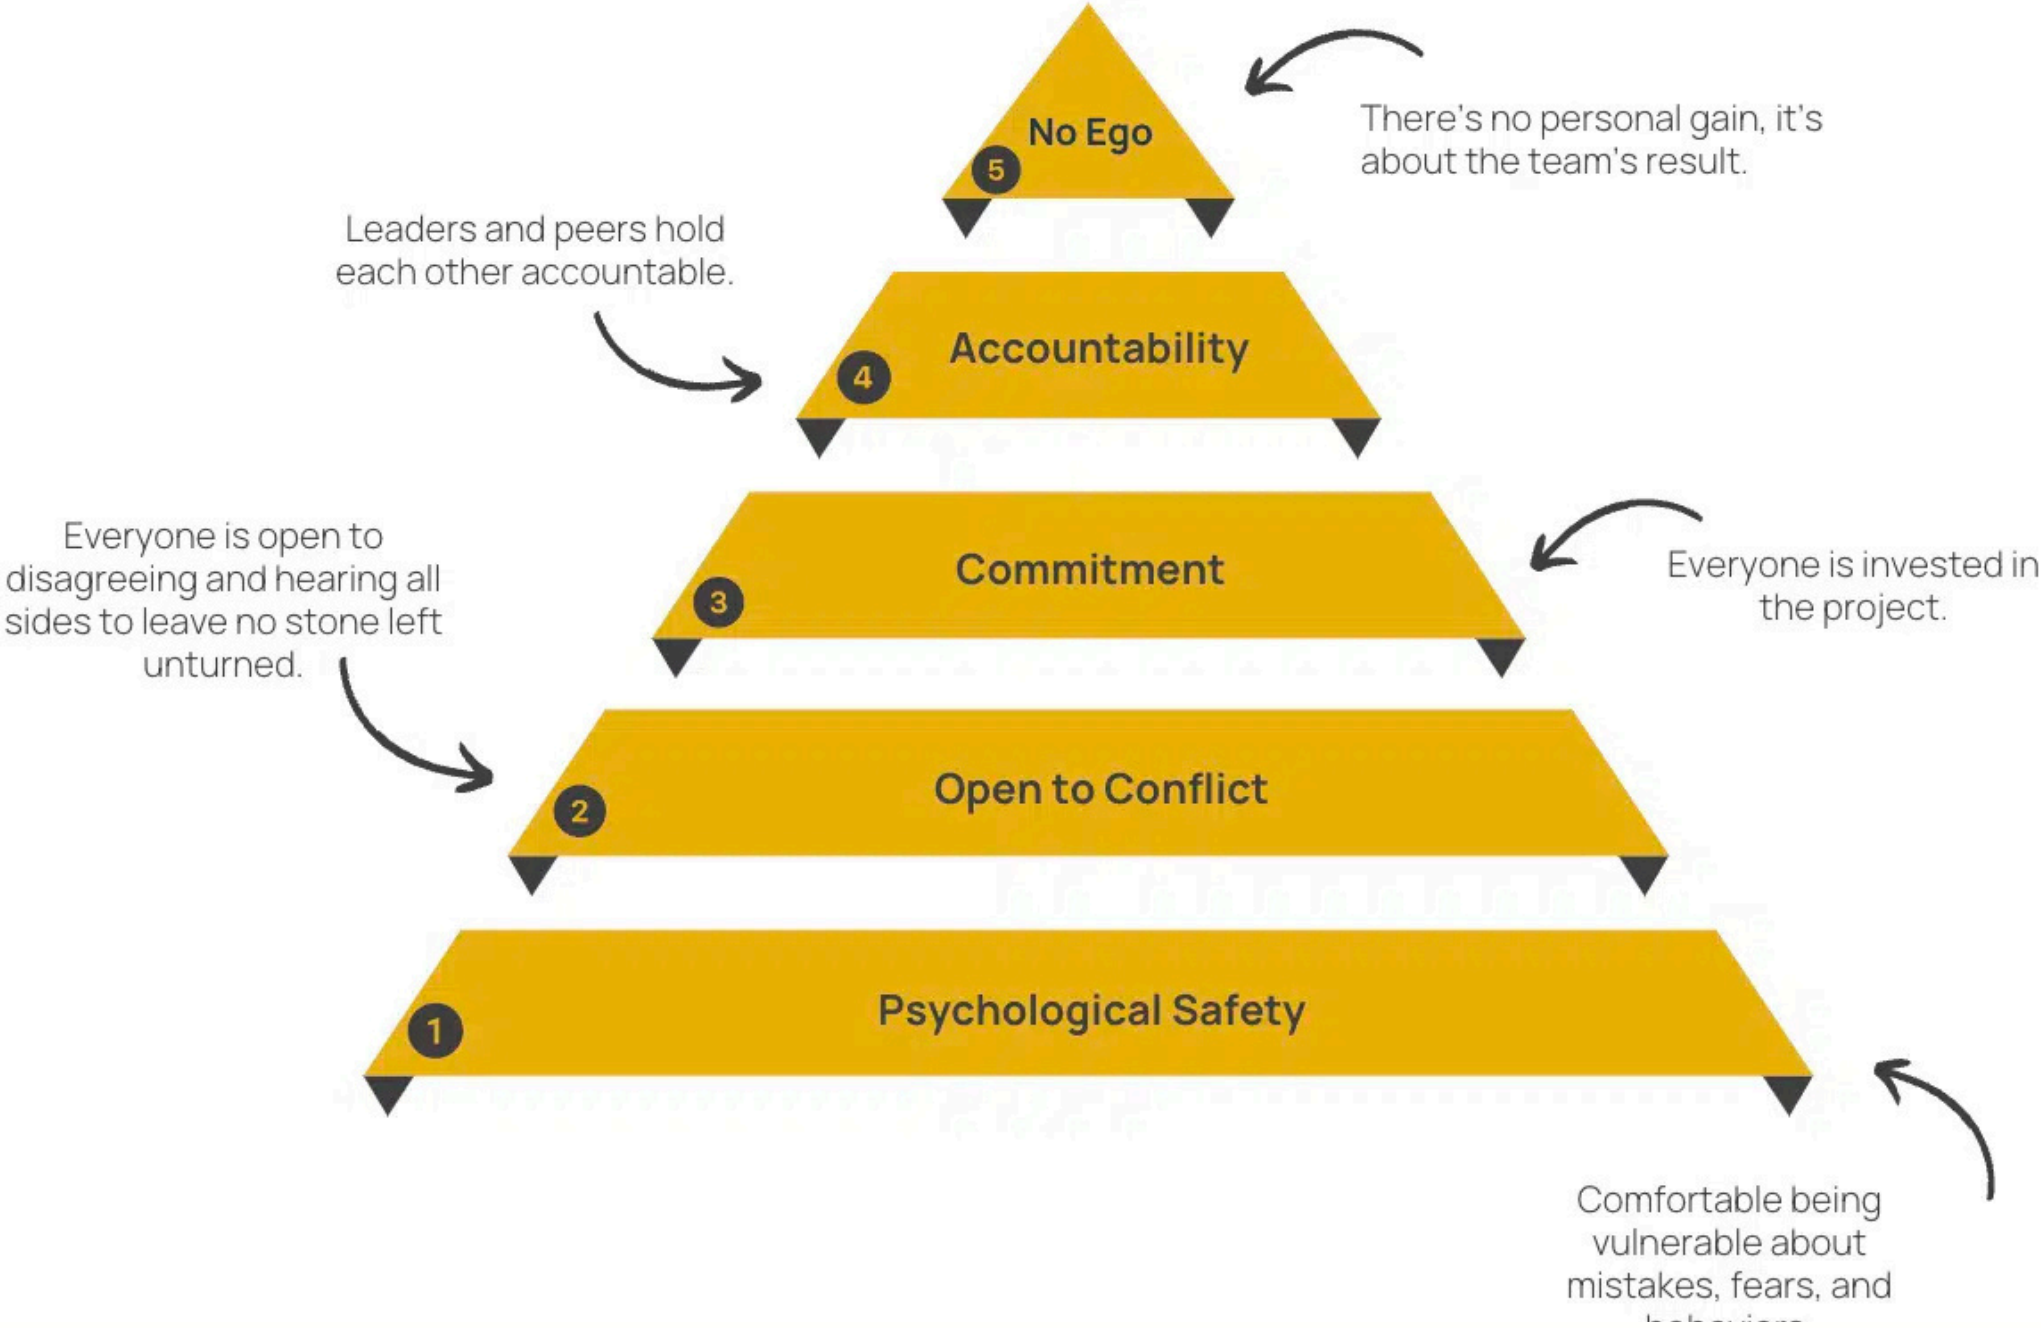 No Ego
5
There's no personal gain, it's
about the team's result.
Leaders and peers hold
each other accountable.
Accountability
4
Everyone is open to
disagreeing and hearing all
sides to leave no stone left
unturned.
Commitment
3
Everyone is invested in
the project.
Open to Conflict
2
Psychological Safety
1
Comfortable being
vulnerable about
mistakes, fears, and